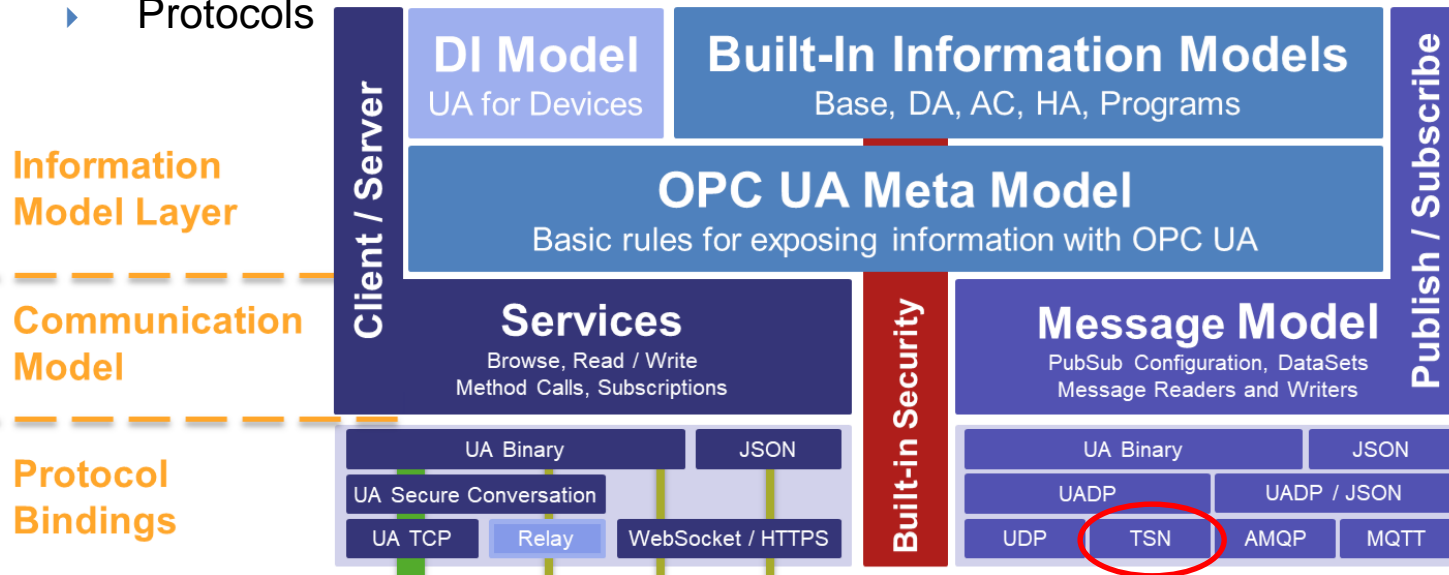 Protocols
Information
Model Layer
Communication
Model
Protocol
Bindings
Client / Server
DI Model
UA for Devices
Built-In Information Models
Base, DA, AC, HA, Programs
OPC UA Meta Model
Basic rules for exposing information with OPC UA
Services
Browse, Read / Write
Method Calls, Subscriptions
Built-in Security
Message Model
PubSub Configuration, DataSets
Message Readers and Writers
Publish / Subscribe
UA Binary
JSON
UA Secure Conversation
UA TCP
Relay
WebSocket / HTTPS
UA Binary
JSON
UADP
UADP / JSON
UDP
TSN
AMQP
MQTT